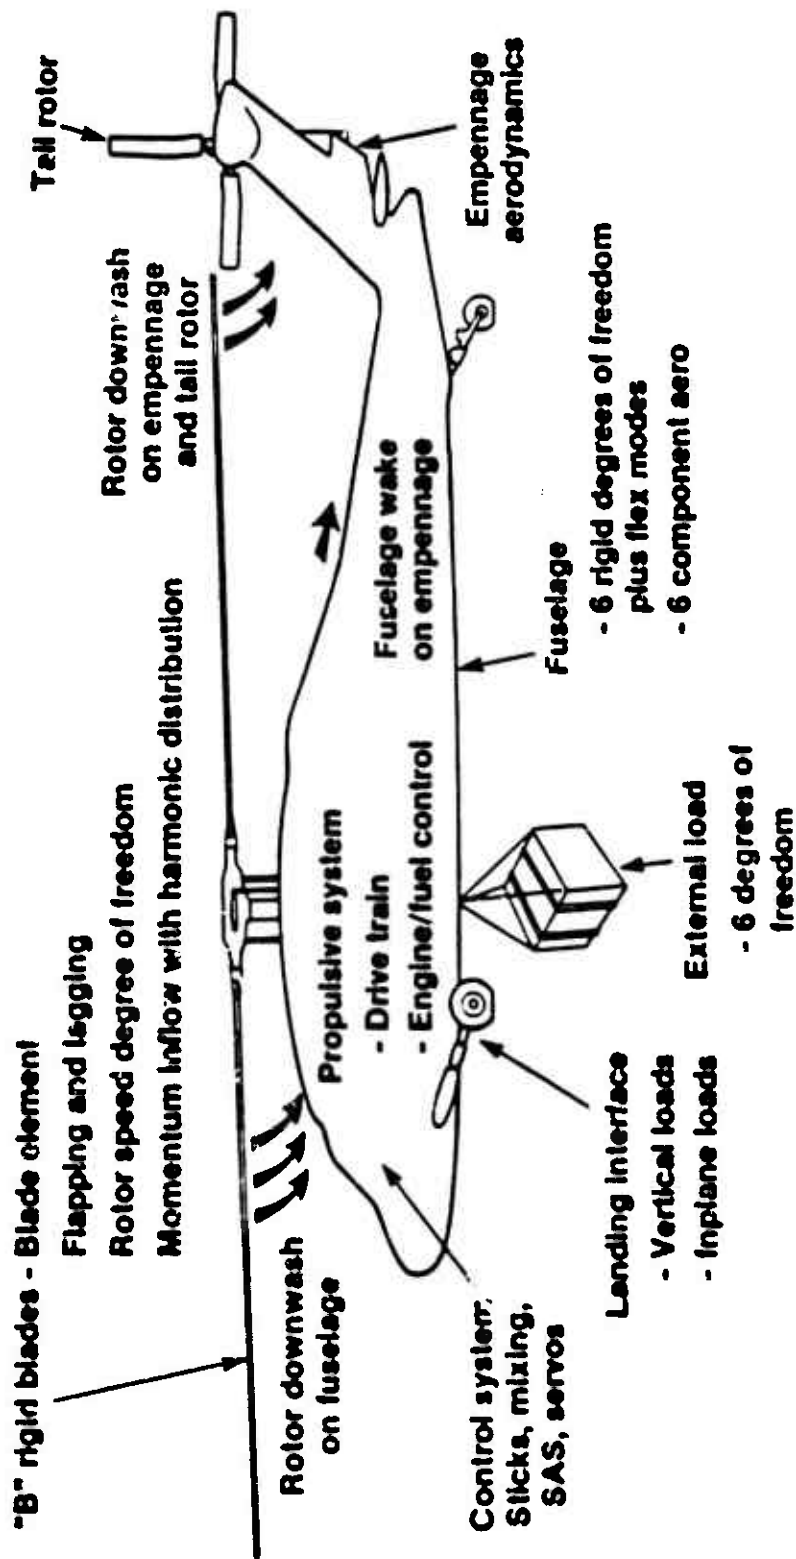 "B" rigid blades - Blade element
Flapping and lagging
Rotor speed degree of freedom
Momentum inflow with harmonic distribution
Rotor downwash
on empennage
and tail rotor
Tail rotor
Rotor downwash
on fuselage
Propulsive system
- Drive train
- Engine/fuel control
Fuselage wake
on empennage
Empennage
aerodynamics
Control system,
Sticks, mixing,
SAS, servos
Landing interface
- Vertical loads
- Inplane loads
External load
- 6 degrees of
freedom
Fuselage
- 6 rigid degrees of freedom
plus flex modes
- 6 component aero